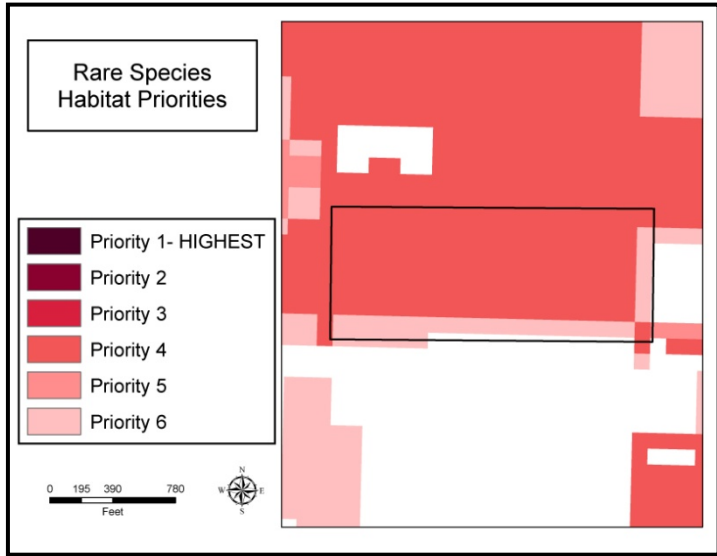 Rare Species
Habitat Priorities
Priority 1- HIGHEST
Priority 2
Priority 3
Priority 4
Priority 5
Priority 6
0 195 390 780
Feet
N
W E
S